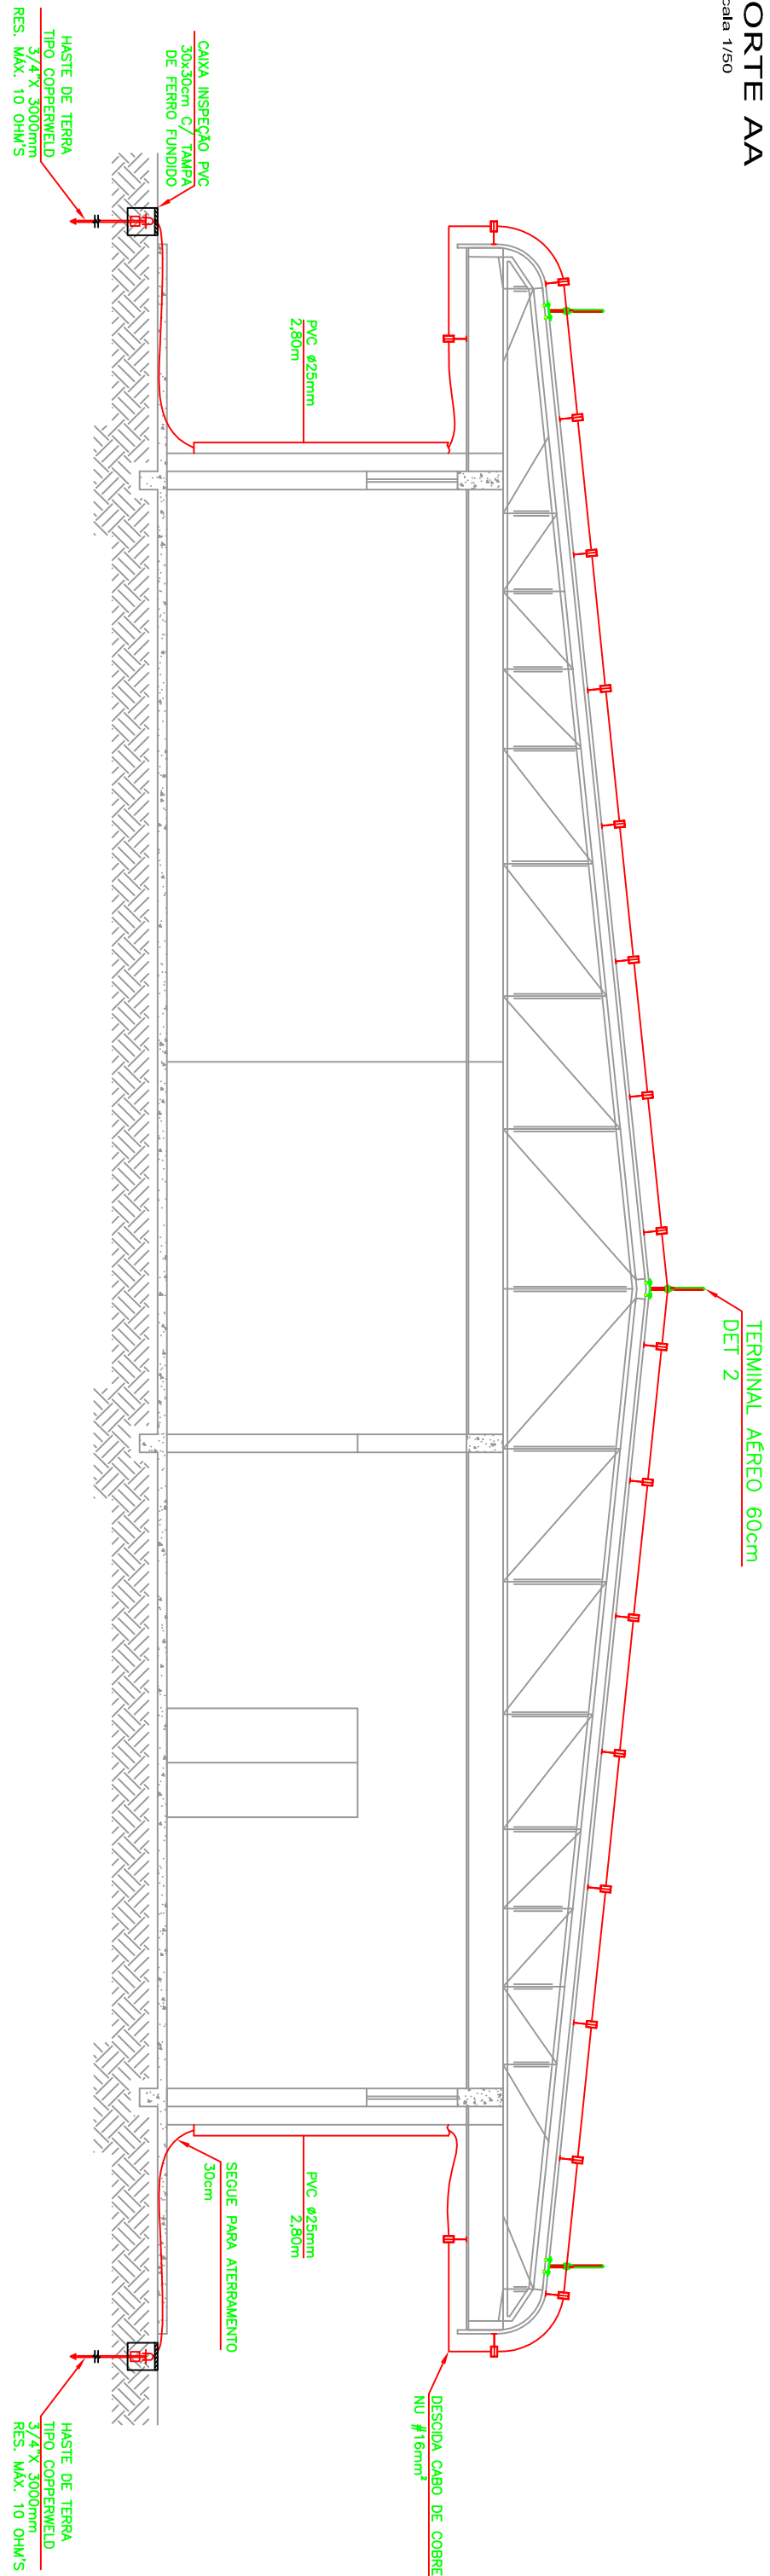 ORTE AA
cala 1/50
TERMINAL AÉREO 60cm
DET 2
CAIXA INSPEÇÃO PVC
30x30cm C/ TAMPA
DE FERRO FUNDIDO
HASTE DE TERRA
TIPO COPPERWELD
3/4"X 3000mm
RES. MÁX. 10 OHM'S
PVC ø25mm
2,80m
PVC ø25mm
2,80m
SEGUE PARA ATERRAMENTO
30cm
DESCIDA CABO DE COBRE
NU #16mm²
HASTE DE TERRA
TIPO COPPERWELD
3/4"X 3000mm
RES. MÁX. 10 OHM'S